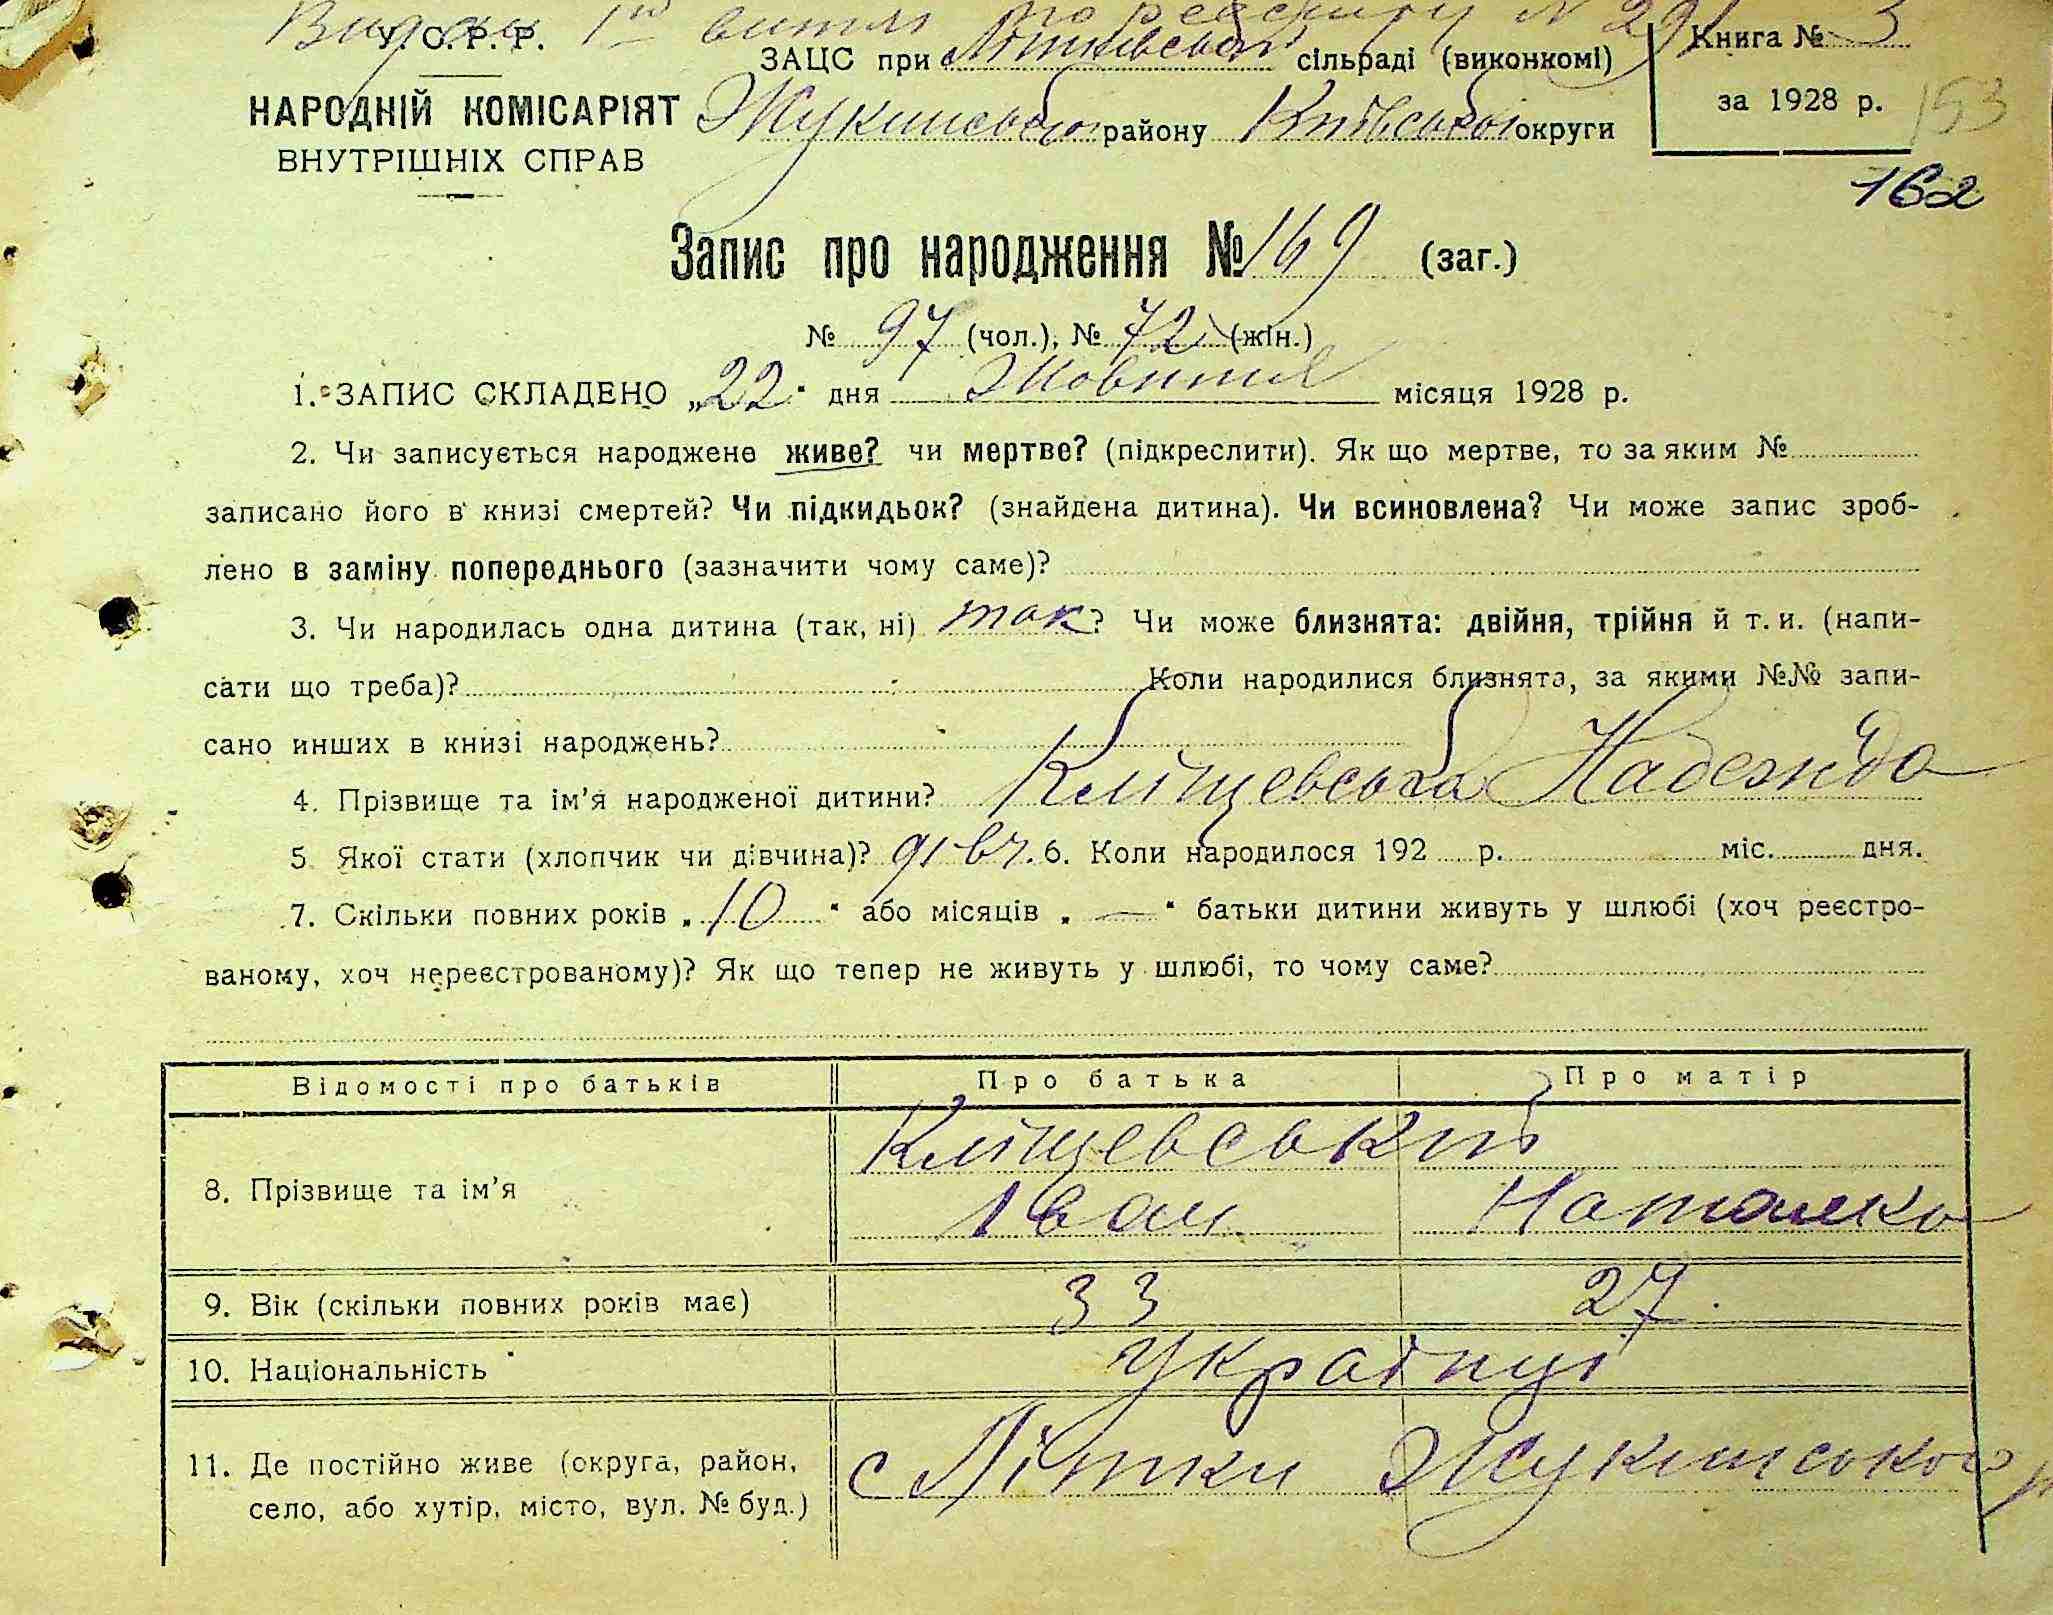 У. С. Р. Р.
НАРОДНІЙ КОМІСАРІЯТ
ВНУТРІШНІХ СПРАВ
ЗАЦС при Літківській сільраді (виконкомі)
району Київської округи
Книга № 3
за 1928 р.
153
162
Запис про народження № 169 (заг.)
№ 97 (чол.), № 72 (жін.)
1. ЗАПИС СКЛАДЕНО „22“ дня Жовтня місяця 1928 р.
2. Чи записується народжене живе? чи мертве? (підкреслити). Як що мертве, то за яким №
записано його в книзі смертей? Чи підкидьок? (знайдена дитина). Чи всиновлена? Чи може запис зроб-
лено в заміну попереднього (зазначити чому саме)?
3. Чи народилась одна дитина (так, ні) так? Чи може близнята: двійня, трійня й т. и. (напи-
сати що треба)? Коли народилися близнята, за якими №№ запи-
сано инших в книзі народжень?
4. Прізвище та ім’я народженої дитини? Кліщевська Надежда
5. Якої стати (хлопчик чи дівчина)? дівч. 6. Коли народилося 192 р. міс. дня.
7. Скільки повних років „10“ або місяців „—“ батьки дитини живуть у шлюбі (хоч реєстро-
ваному, хоч нереєстрованому)? Як що тепер не живуть у шлюбі, то чому саме?
Відомості про батьків Про батька Про матір
Кліщевський
8. Прізвище та ім’я Іван Наталка
9. Вік (скільки повних років має) 33 27.
10. Національність Українці
11. Де постійно живе (округа, район,
село, або хутір, місто, вул. № буд.)
с Літки Жукинського р